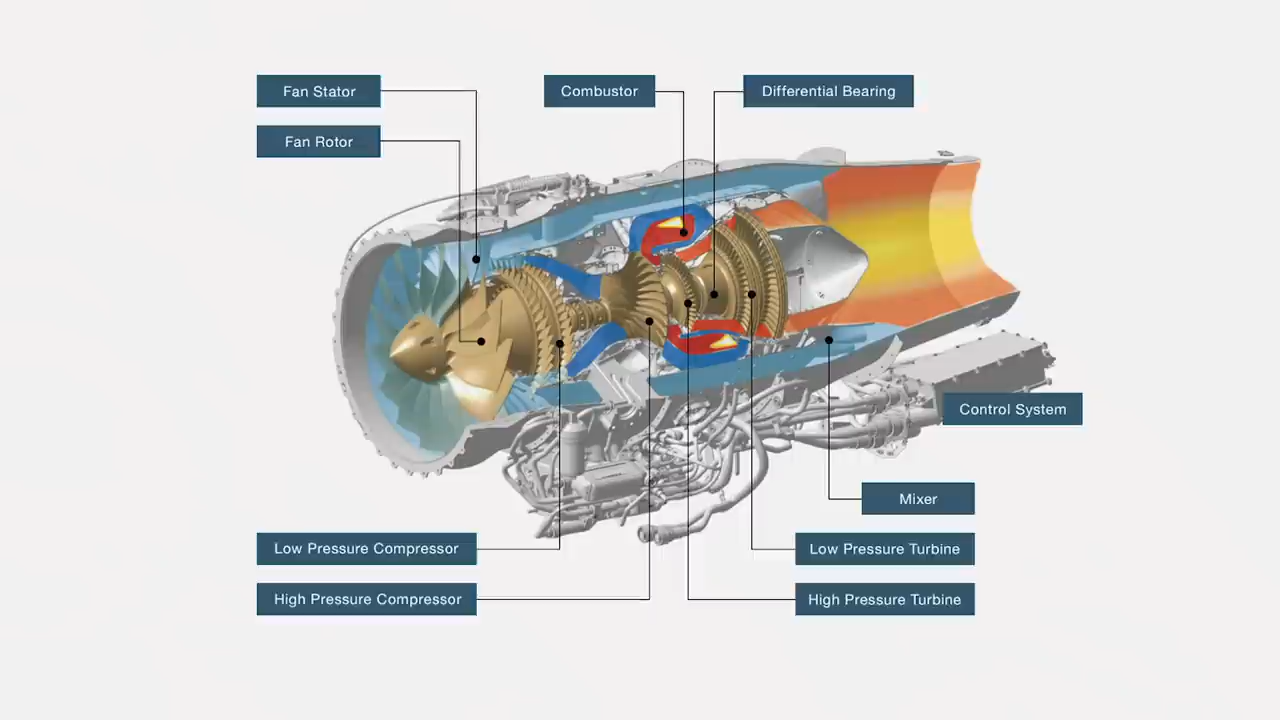 Fan Stator
Combustor
Differential Bearing
Fan Rotor
Control System
Mixer
Low Pressure Compressor
Low Pressure Turbine
High Pressure Compressor
High Pressure Turbine